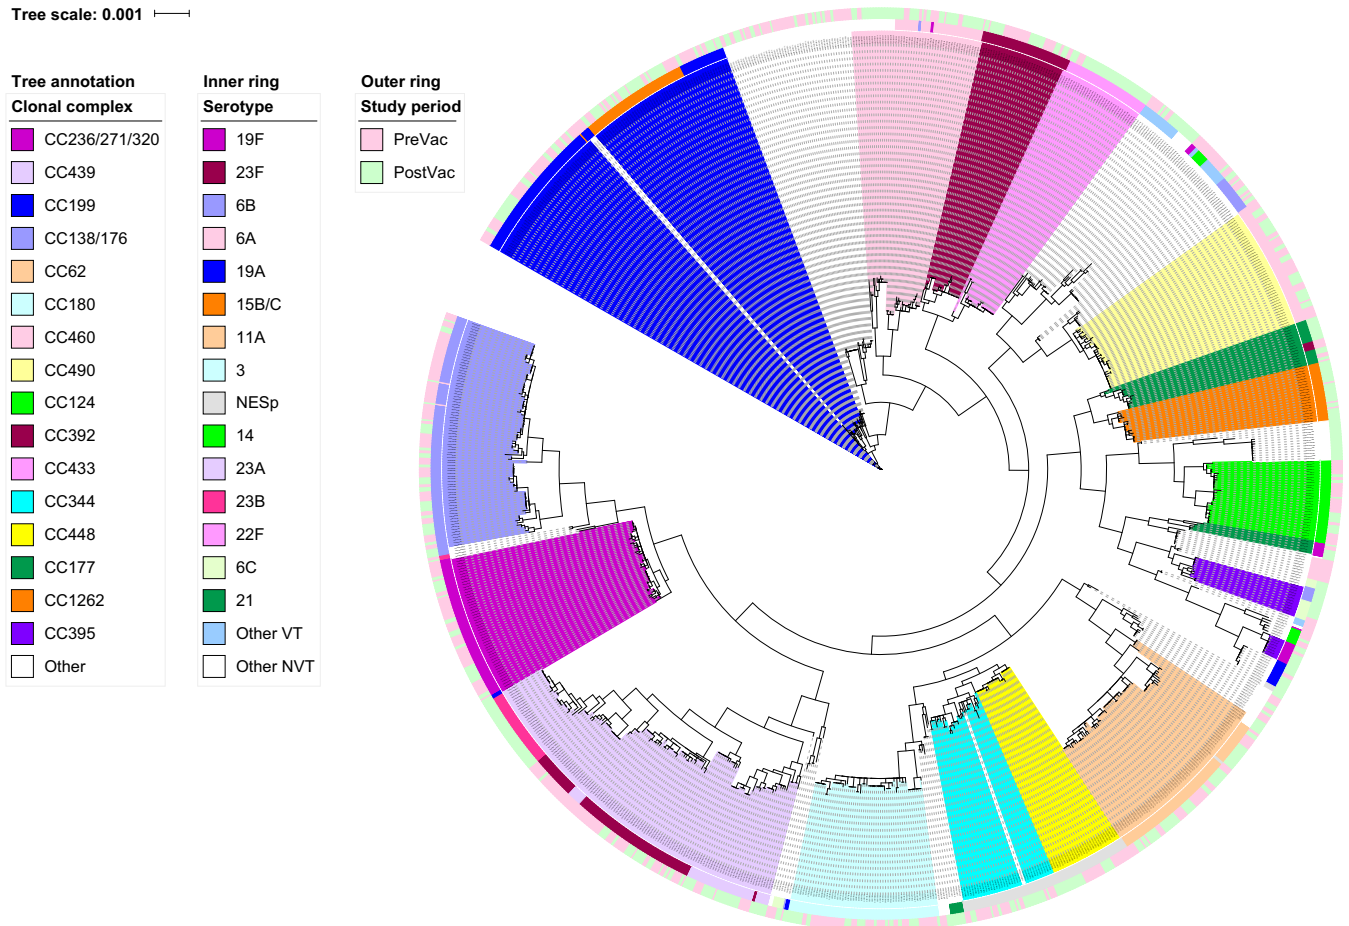 Tree scale: 0.001
Tree annotation
Clonal complex
CC236/271/320
CC439
CC199
CC138/176
CC62
CC180
CC460
CC490
CC124
CC392
CC433
CC344
CC448
CC177
CC1262
CC395
Other
Inner ring
Serotype
19F
23F
6B
6A
19A
15B/C
11A
3
NESp
14
23A
23B
22F
6C
21
Other VT
Other NVT
Outer ring
Study period
PreVac
PostVac